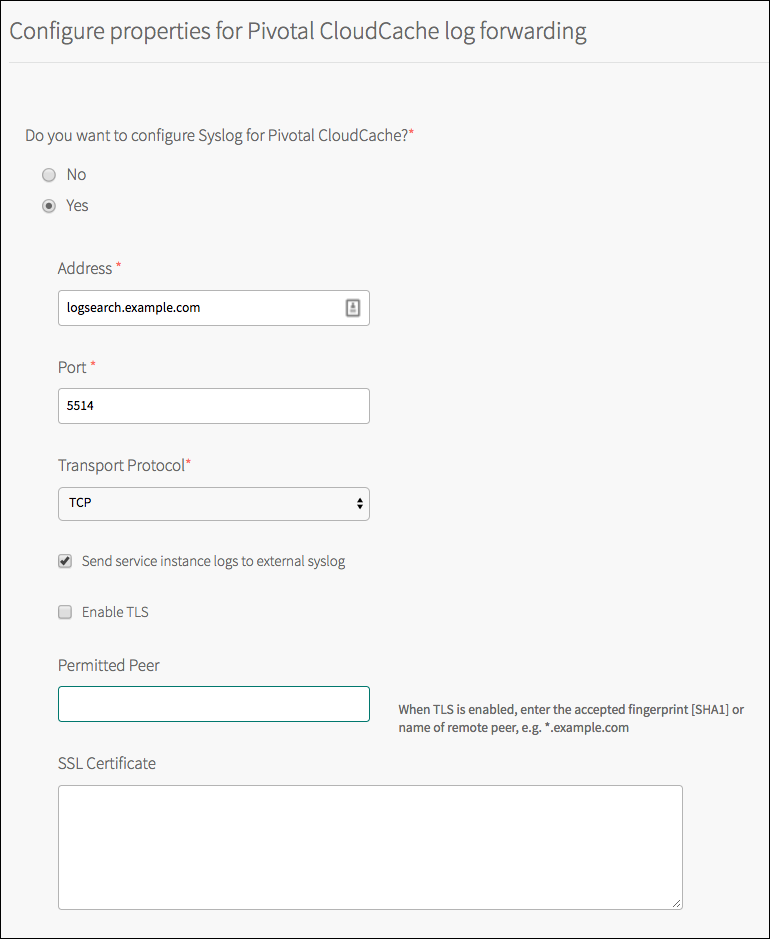 Configure properties for Pivotal CloudCache log forwarding
Do you want to configure Syslog for Pivotal CloudCache?*
No
Yes
Address *
logsearch.example.com
Port *
5514
Transport Protocol*
TCP
Send service instance logs to external syslog
Enable TLS
Permitted Peer
When TLS is enabled, enter the accepted fingerprint [SHA1] or
name of remote peer, e.g. *.example.com
SSL Certificate